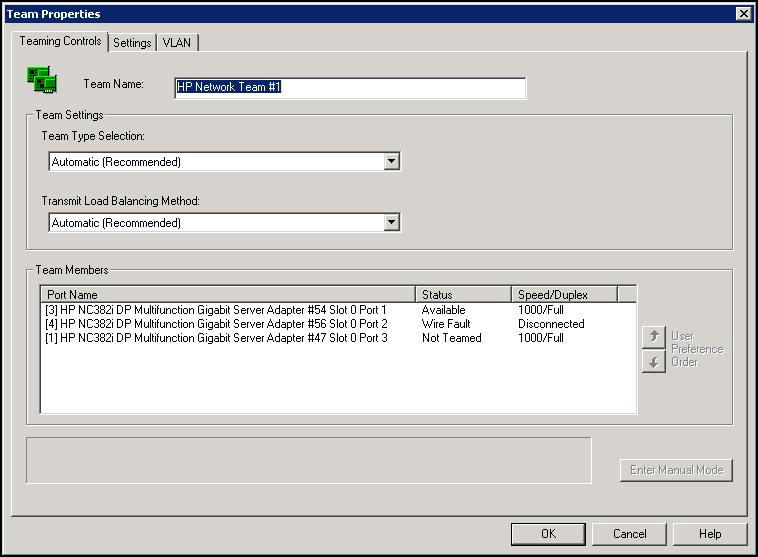 Team Properties
Teaming Controls Settings VLAN
Team Name: HP Network Team #1
Team Settings
Team Type Selection:
Automatic (Recommended)
Transmit Load Balancing Method:
Automatic (Recommended)
Team Members
Port Name Status Speed/Duplex
[3] HP NC382i DP Multifunction Gigabit Server Adapter #54 Slot 0 Port 1 Available 1000/Full
[4] HP NC382i DP Multifunction Gigabit Server Adapter #56 Slot 0 Port 2 Wire Fault Disconnected
[1] HP NC382i DP Multifunction Gigabit Server Adapter #47 Slot 0 Port 3 Not Teamed 1000/Full
User
Preference
Order
Enter Manual Mode
OK Cancel Help